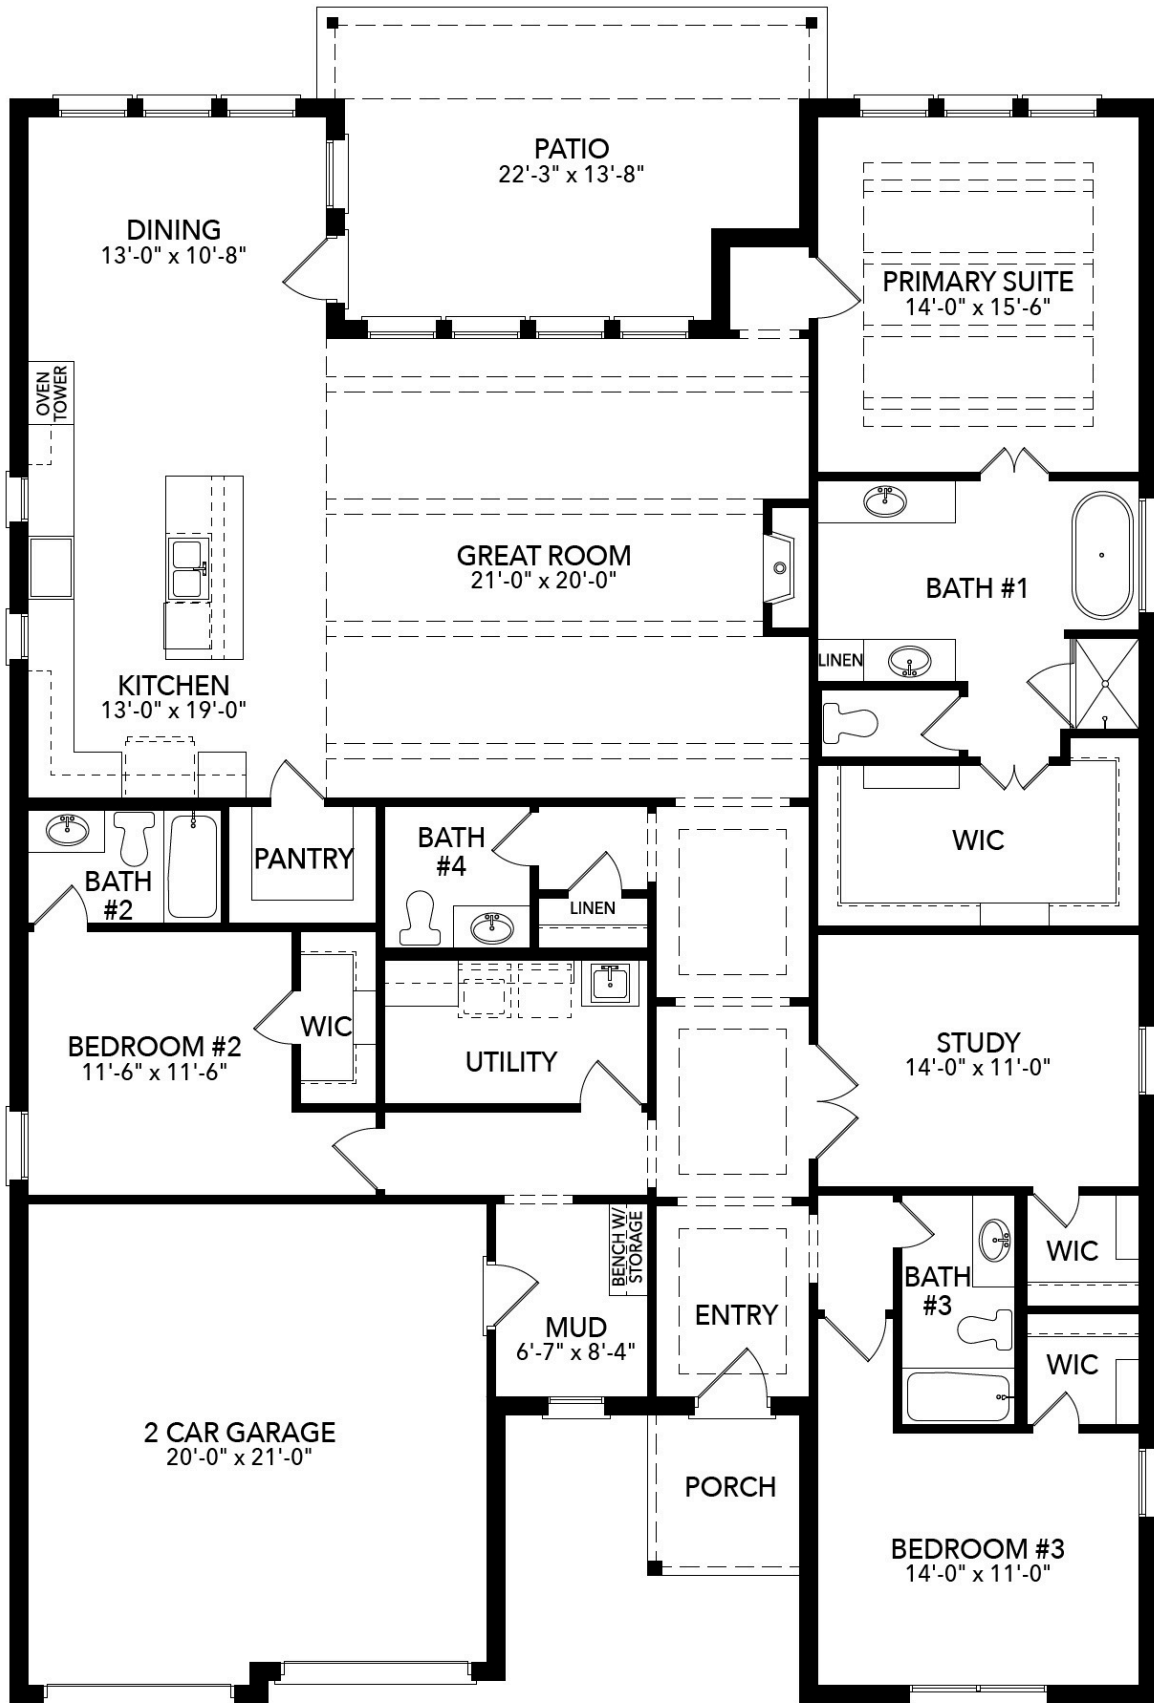 PATIO
22'-3" x 13'-8"
DINING
13'-0" x 10'-8"
PRIMARY SUITE
14'-0" x 15'-6"
OVEN
TOWER
GREAT ROOM
21'-0" x 20'-0"
BATH #1
LINEN
KITCHEN
13'-0" x 19'-0"
BATH
#4
WIC
PANTRY
BATH
#2
LINEN
WIC
BEDROOM #2
11'-6" x 11'-6"
UTILITY
STUDY
14'-0" x 11'-0"
BENCH W/
STORAGE
WIC
BATH
#3
ENTRY
MUD
6'-7" x 8'-4"
WIC
2 CAR GARAGE
20'-0" x 21'-0"
PORCH
BEDROOM #3
14'-0" x 11'-0"